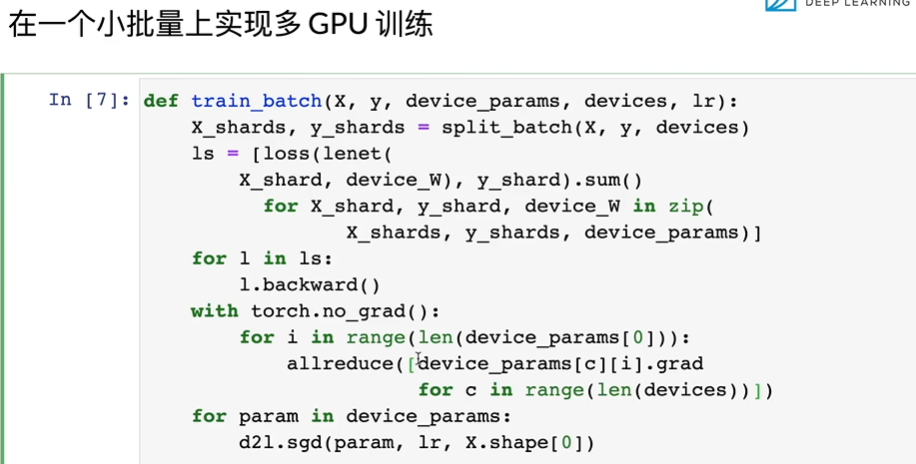 在一个小批量上实现多 GPU 训练
DEEP LEARNING
In [7]: def train_batch(X, y, device_params, devices, lr):
    X_shards, y_shards = split_batch(X, y, devices)
    ls = [loss(lenet(
        X_shard, device_W), y_shard).sum()
          for X_shard, y_shard, device_W in zip(
                 X_shards, y_shards, device_params)]
    for l in ls:
        l.backward()
    with torch.no_grad():
        for i in range(len(device_params[0])):
            allreduce([device_params[c][i].grad
                       for c in range(len(devices))])
    for param in device_params:
        d2l.sgd(param, lr, X.shape[0])